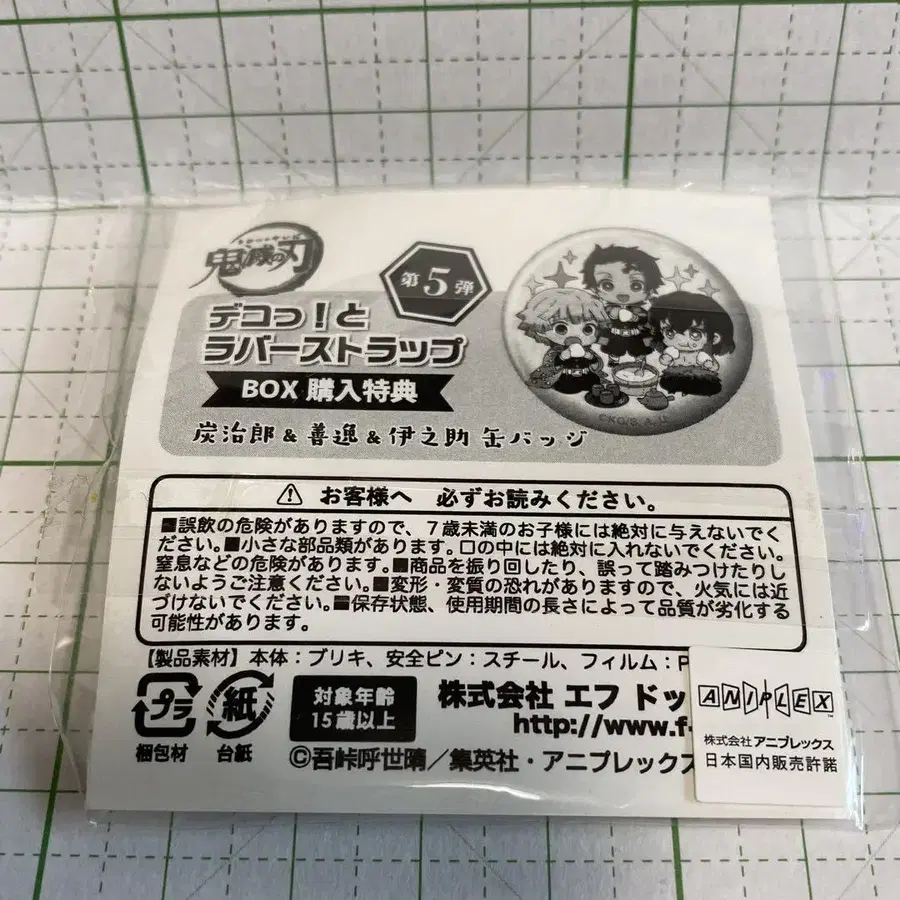 鬼滅の刃
第5弾
デコっ！と
ラバーストラップ
BOX 購入特典
炭治郎＆善逸＆伊之助 缶バッジ
⚠ お客様へ　必ずお読みください。
■誤飲の危険がありますので、７歳未満のお子様には絶対に与えないでく
ださい。■小さな部品類があります。口の中には絶対に入れないでください。
窒息などの危険があります。■商品を振り回したり、誤って踏みつけたりし
ないようご注意ください。■変形・変質の恐れがありますので、火気には近
づけないでください。■保存状態、使用期間の長さによって品質が劣化する
可能性があります。
【製品素材】本体：ブリキ、安全ピン：スチール、フィルム：P
プラ
梱包材
紙
台紙
対象年齢
15歳以上
株式会社 エフ ドッ
http://www.f-
©吾峠呼世晴／集英社・アニプレックス
ANIPLEX
株式会社アニプレックス
日本国内販売許諾